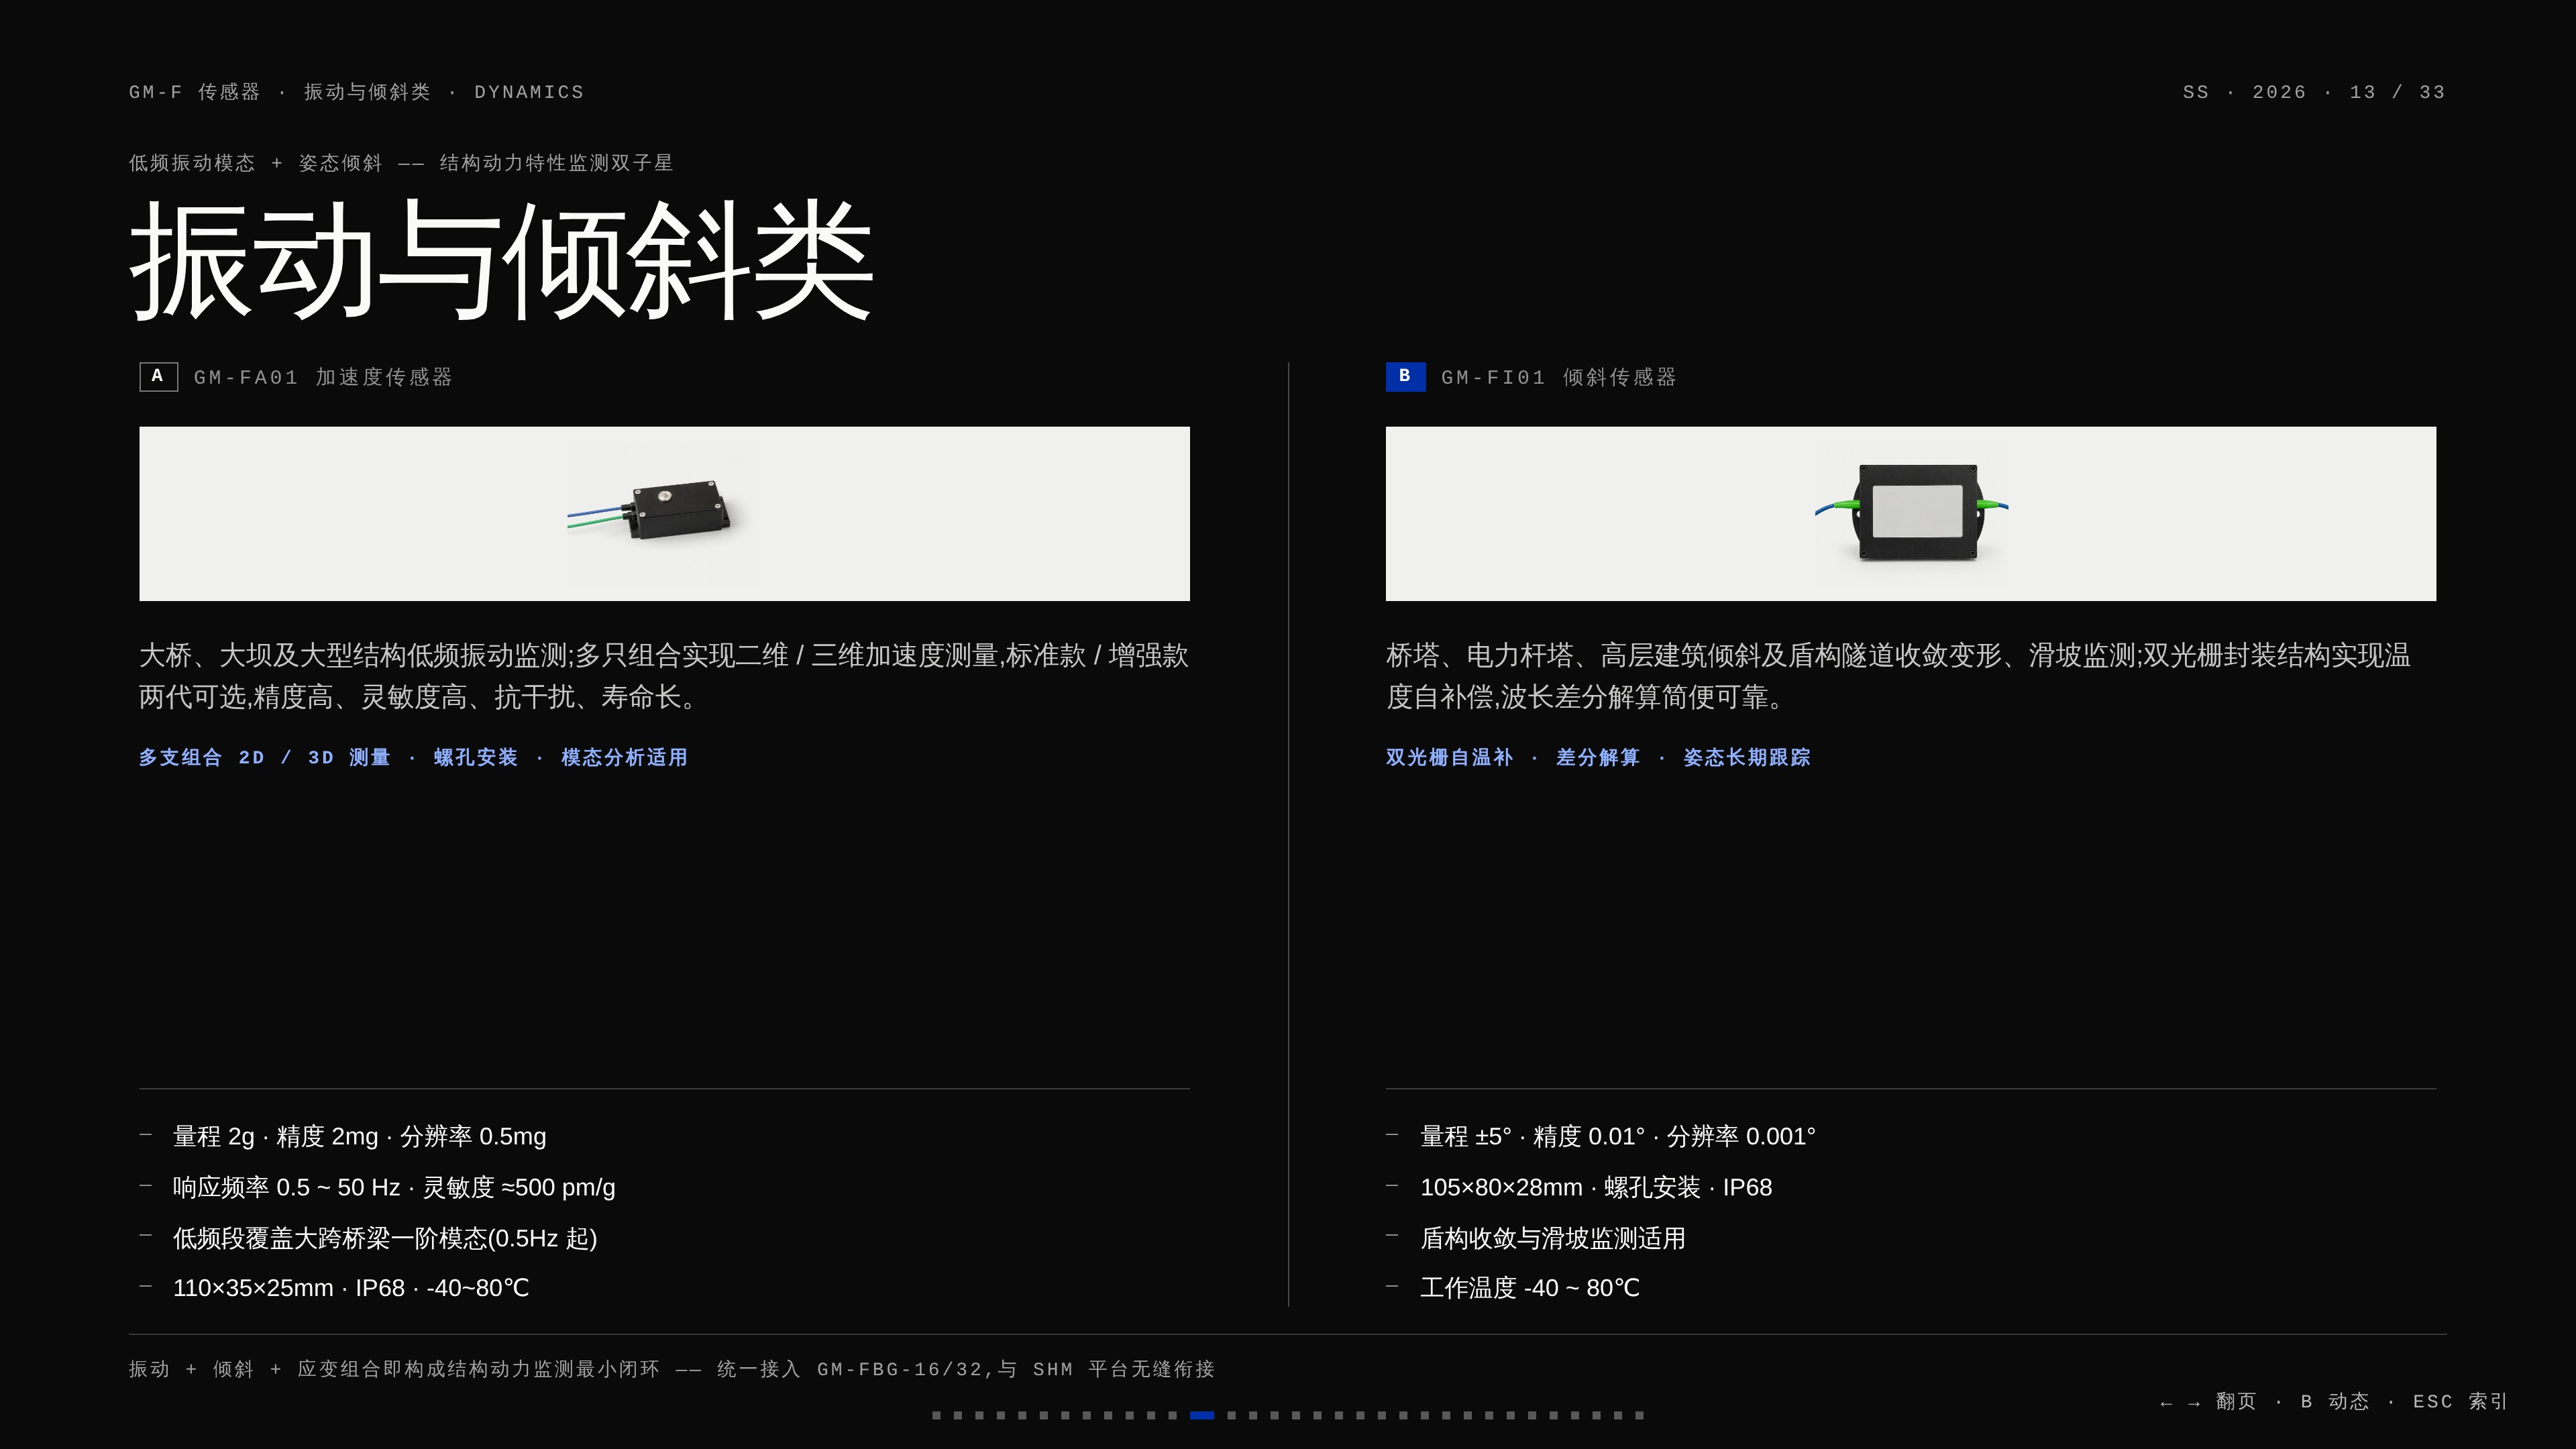 GM-F 传感器 · 振动与倾斜类 · DYNAMICS
SS · 2026 · 13 / 33
低频振动模态 + 姿态倾斜 —— 结构动力特性监测双子星
振动与倾斜类
A GM-FA01 加速度传感器
大桥、大坝及大型结构低频振动监测;多只组合实现二维 / 三维加速度测量,标准款 / 增强款
两代可选,精度高、灵敏度高、抗干扰、寿命长。
多支组合 2D / 3D 测量 · 螺孔安装 · 模态分析适用
— 量程 2g · 精度 2mg · 分辨率 0.5mg
— 响应频率 0.5 ~ 50 Hz · 灵敏度 ≈500 pm/g
— 低频段覆盖大跨桥梁一阶模态(0.5Hz 起)
— 110×35×25mm · IP68 · -40~80℃
B GM-FI01 倾斜传感器
桥塔、电力杆塔、高层建筑倾斜及盾构隧道收敛变形、滑坡监测;双光栅封装结构实现温
度自补偿,波长差分解算简便可靠。
双光栅自温补 · 差分解算 · 姿态长期跟踪
— 量程 ±5° · 精度 0.01° · 分辨率 0.001°
— 105×80×28mm · 螺孔安装 · IP68
— 盾构收敛与滑坡监测适用
— 工作温度 -40 ~ 80℃
振动 + 倾斜 + 应变组合即构成结构动力监测最小闭环 —— 统一接入 GM-FBG-16/32,与 SHM 平台无缝衔接
← → 翻页 · B 动态 · ESC 索引